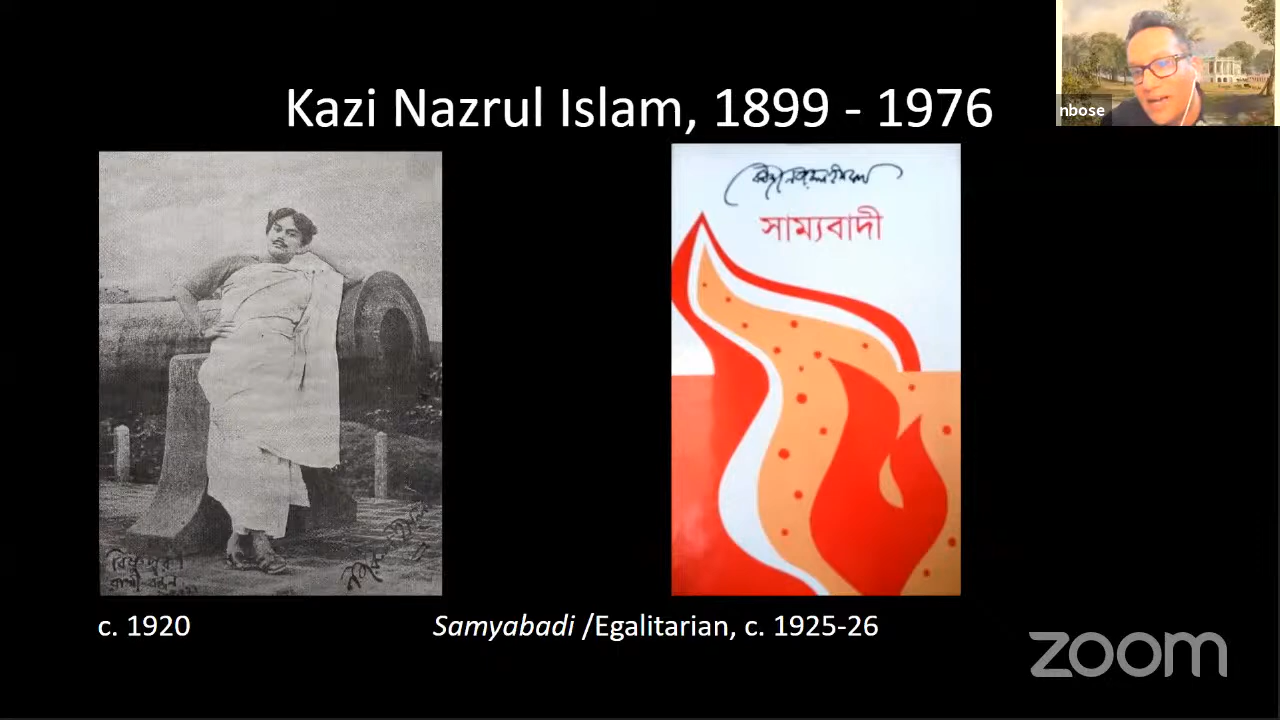 Kazi Nazrul Islam, 1899 - 1976
nbose
সাম্যবাদী
c. 1920
Samyabadi /Egalitarian, c. 1925-26
zoom